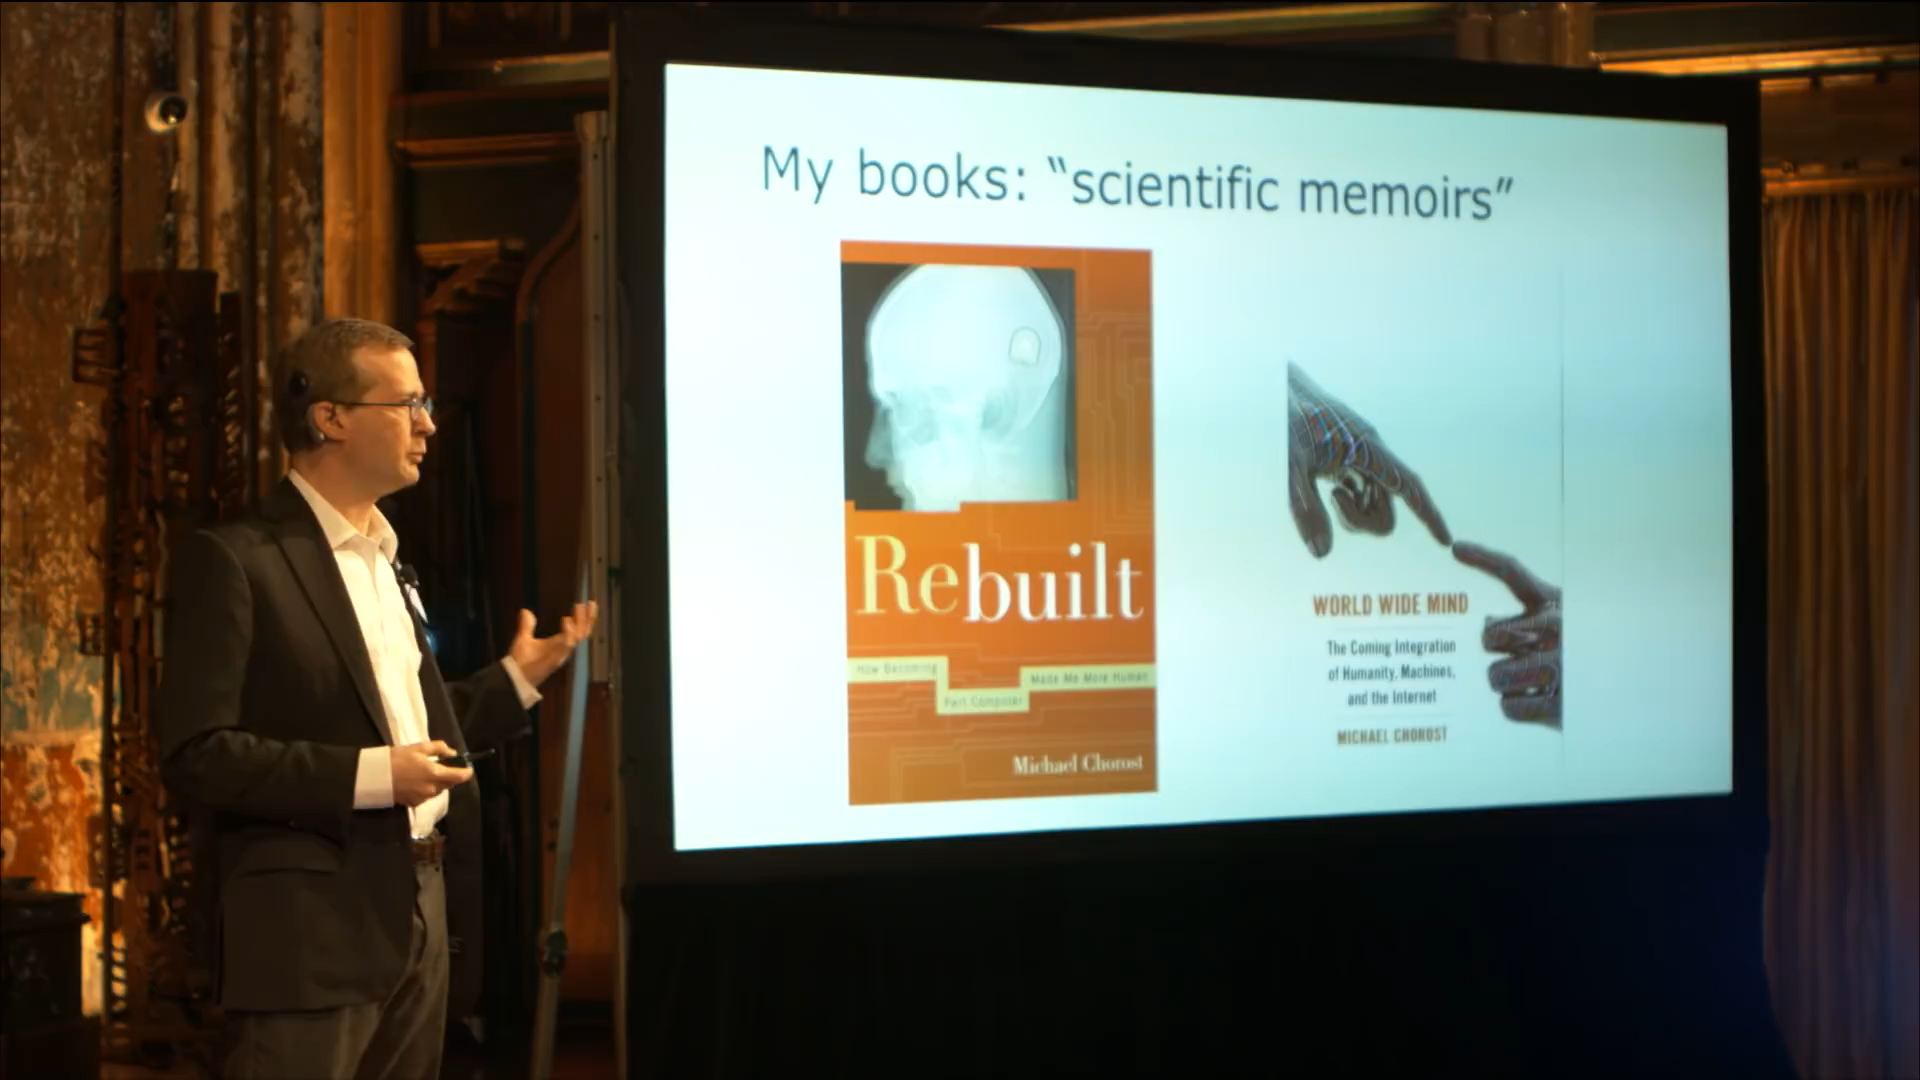 My books: “scientific memoirs”
Rebuilt
How Becoming
Part Computer
Made Me More Human
Michael Chorost
WORLD WIDE MIND
The Coming Integration
of Humanity, Machines,
and the Internet
MICHAEL CHOROST